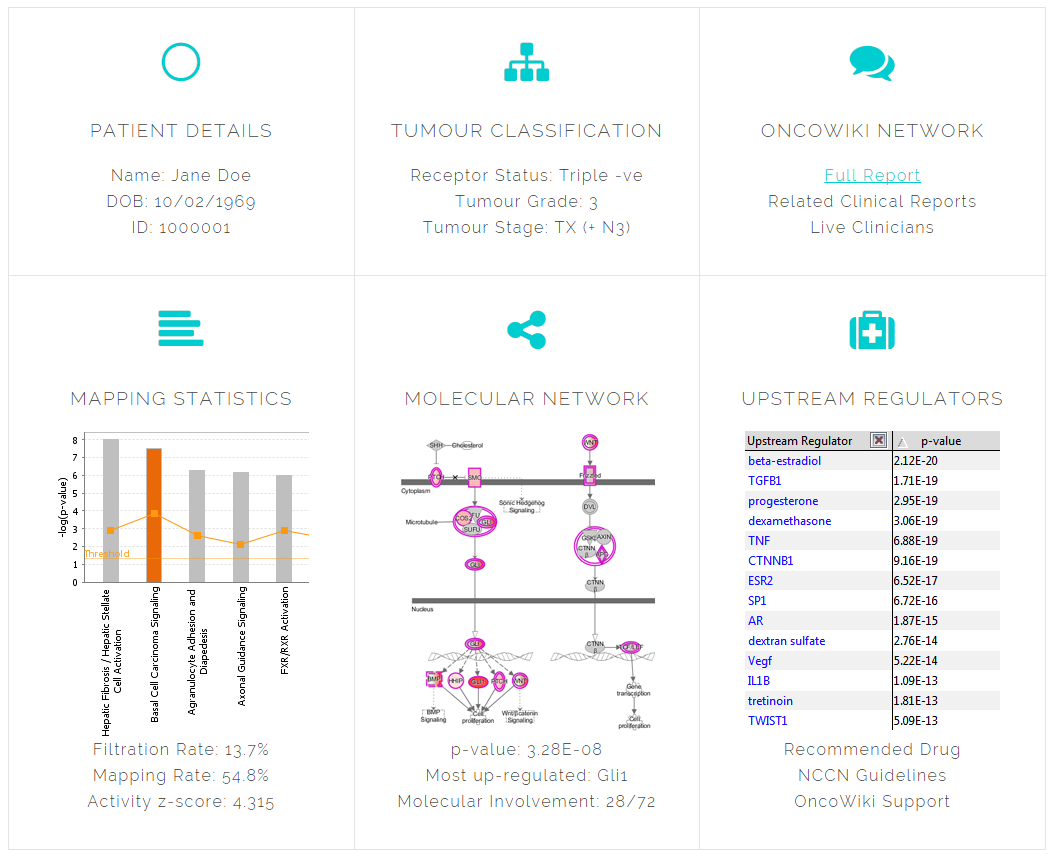 PATIENT DETAILS
Name: Jane Doe
DOB: 10/02/1969
ID: 1000001
TUMOUR CLASSIFICATION
Receptor Status: Triple -ve
Tumour Grade: 3
Tumour Stage: TX (+ N3)
ONCOWIKI NETWORK
Full Report
Related Clinical Reports
Live Clinicians
MAPPING STATISTICS
-log(p-value)
8
7
6
5
4
3
2
1
0
Threshold
Hepatic Fibrosis / Hepatic Stellate
Cell Activation
Basal Cell Carcinoma Signaling
Agranulocyte Adhesion and
Diapedesis
Axonal Guidance Signaling
FXR/RXR Activation
Filtration Rate: 13.7%
Mapping Rate: 54.8%
Activity z-score: 4.315
MOLECULAR NETWORK
SHH
Cholesterol
WNT
PTCH
SMO
Frizzled
Cytoplasm
Sonic Hedgehog
Signaling
DVL
Microtubule
COS2
FU
GLI
SUFU
GSK
AXIN
CTNN
β
APC
GLI
CTNN
β
Nucleus
GLI
CTNN
β
TCF/LEF
BMP
HHIP
GLI1
PTCH
WNT
Gene
transcription
BMP
Signaling
Cell
proliferation
Wnt/βcatenin
Signaling
Cell
proliferation
p-value: 3.28E-08
Most up-regulated: Gli1
Molecular Involvement: 28/72
UPSTREAM REGULATORS
Upstream Regulator p-value
beta-estradiol 2.12E-20
TGFB1 1.71E-19
progesterone 2.95E-19
dexamethasone 3.06E-19
TNF 6.88E-19
CTNNB1 9.16E-19
ESR2 6.52E-17
SP1 6.72E-16
AR 1.87E-15
dextran sulfate 2.76E-14
Vegf 5.22E-14
IL1B 1.09E-13
tretinoin 1.81E-13
TWIST1 5.09E-13
Recommended Drug
NCCN Guidelines
OncoWiki Support